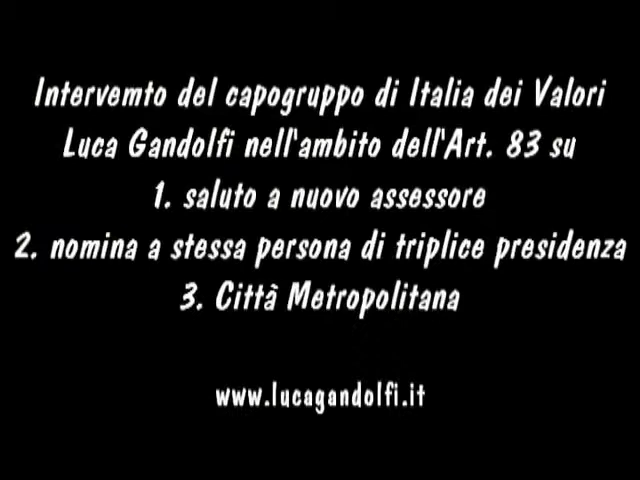 Intervemto del capogruppo di Italia dei Valori
Luca Gandolfi nell'ambito dell'Art. 83 su
1. saluto a nuovo assessore
2. nomina a stessa persona di triplice presidenza
3. Cittã Metropolitana
www.lucagandolfi.it